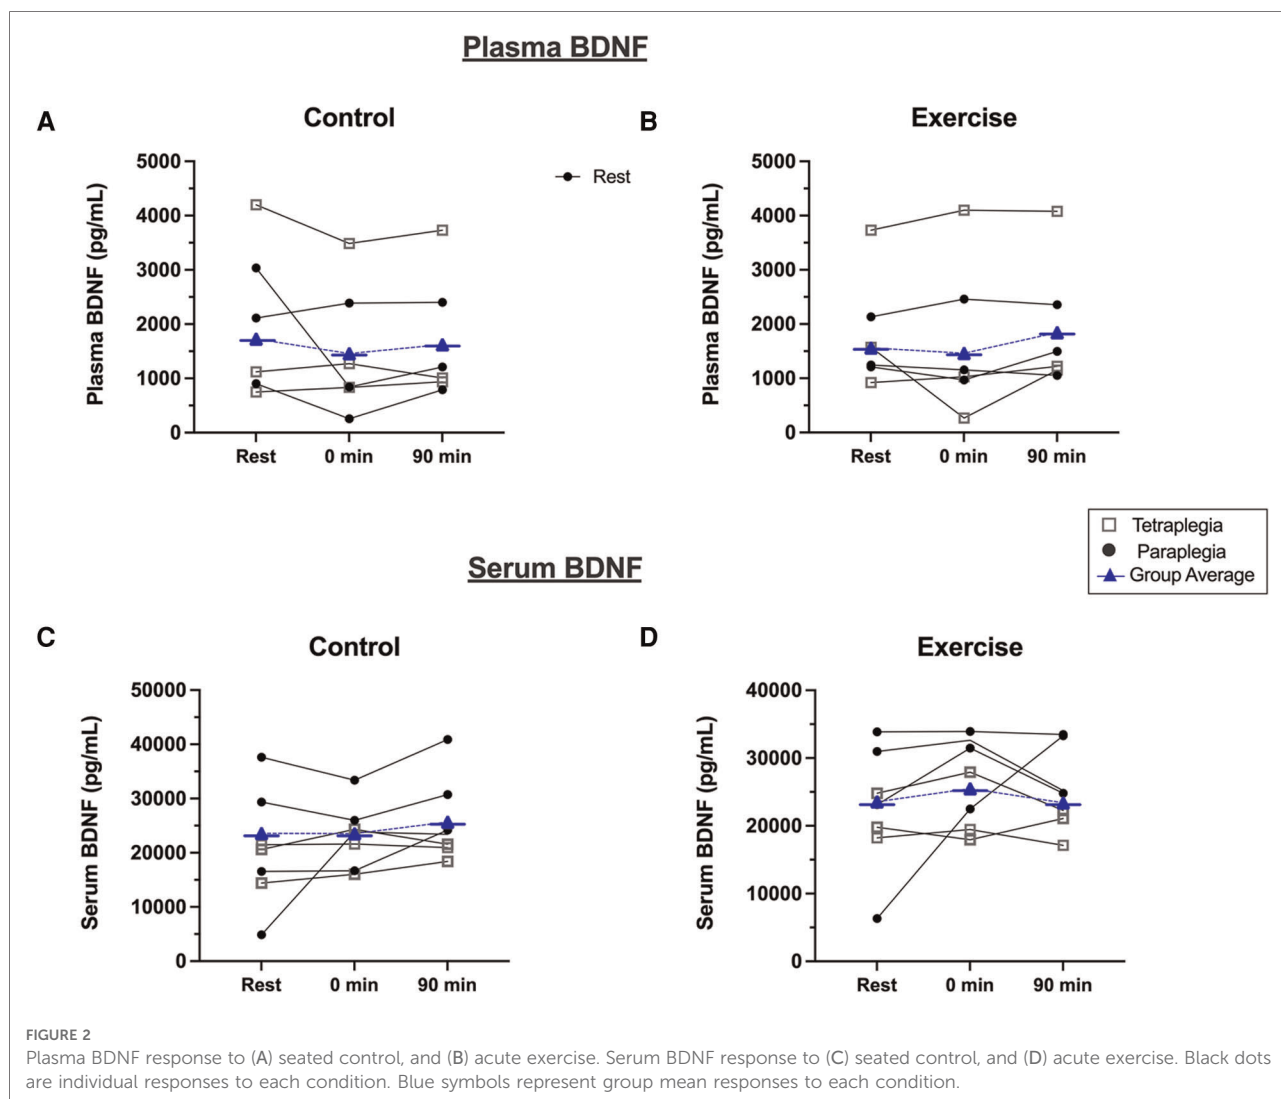 Plasma BDNF
A
Control
Plasma BDNF (pg/mL)
5000
4000
3000
2000
1000
0
Rest
0 min
90 min
Rest
B
Exercise
Plasma BDNF (pg/mL)
5000
4000
3000
2000
1000
0
Rest
0 min
90 min
Tetraplegia
Paraplegia
Group Average
Serum BDNF
C
Control
Serum BDNF (pg/mL)
50000
40000
30000
20000
10000
0
Rest
0 min
90 min
D
Exercise
Serum BDNF (pg/mL)
40000
30000
20000
10000
0
Rest
0 min
90 min
FIGURE 2
Plasma BDNF response to (A) seated control, and (B) acute exercise. Serum BDNF response to (C) seated control, and (D) acute exercise. Black dots
are individual responses to each condition. Blue symbols represent group mean responses to each condition.